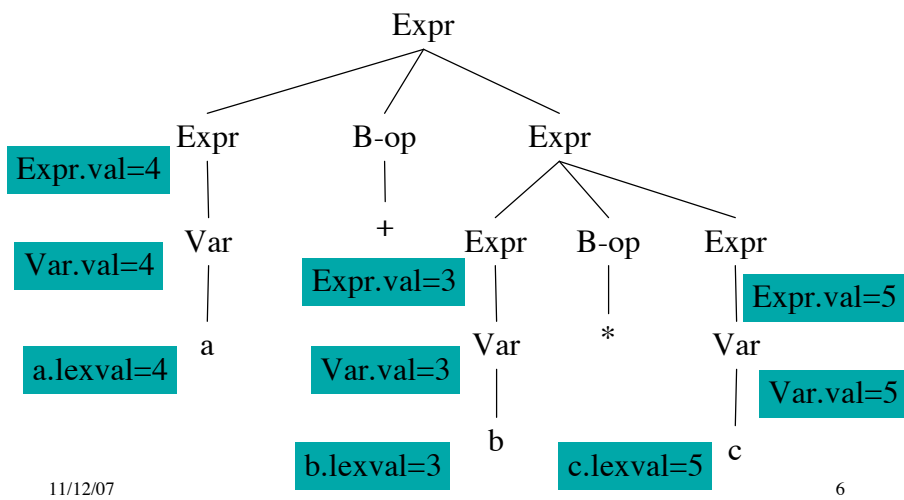 Expr
Expr B-op Expr
Expr.val=4
Var + Expr B-op Expr
Var.val=4 Expr.val=3 Expr.val=5
a Var * Var
a.lexval=4 Var.val=3 Var.val=5
b c
b.lexval=3 c.lexval=5
11/12/07 6